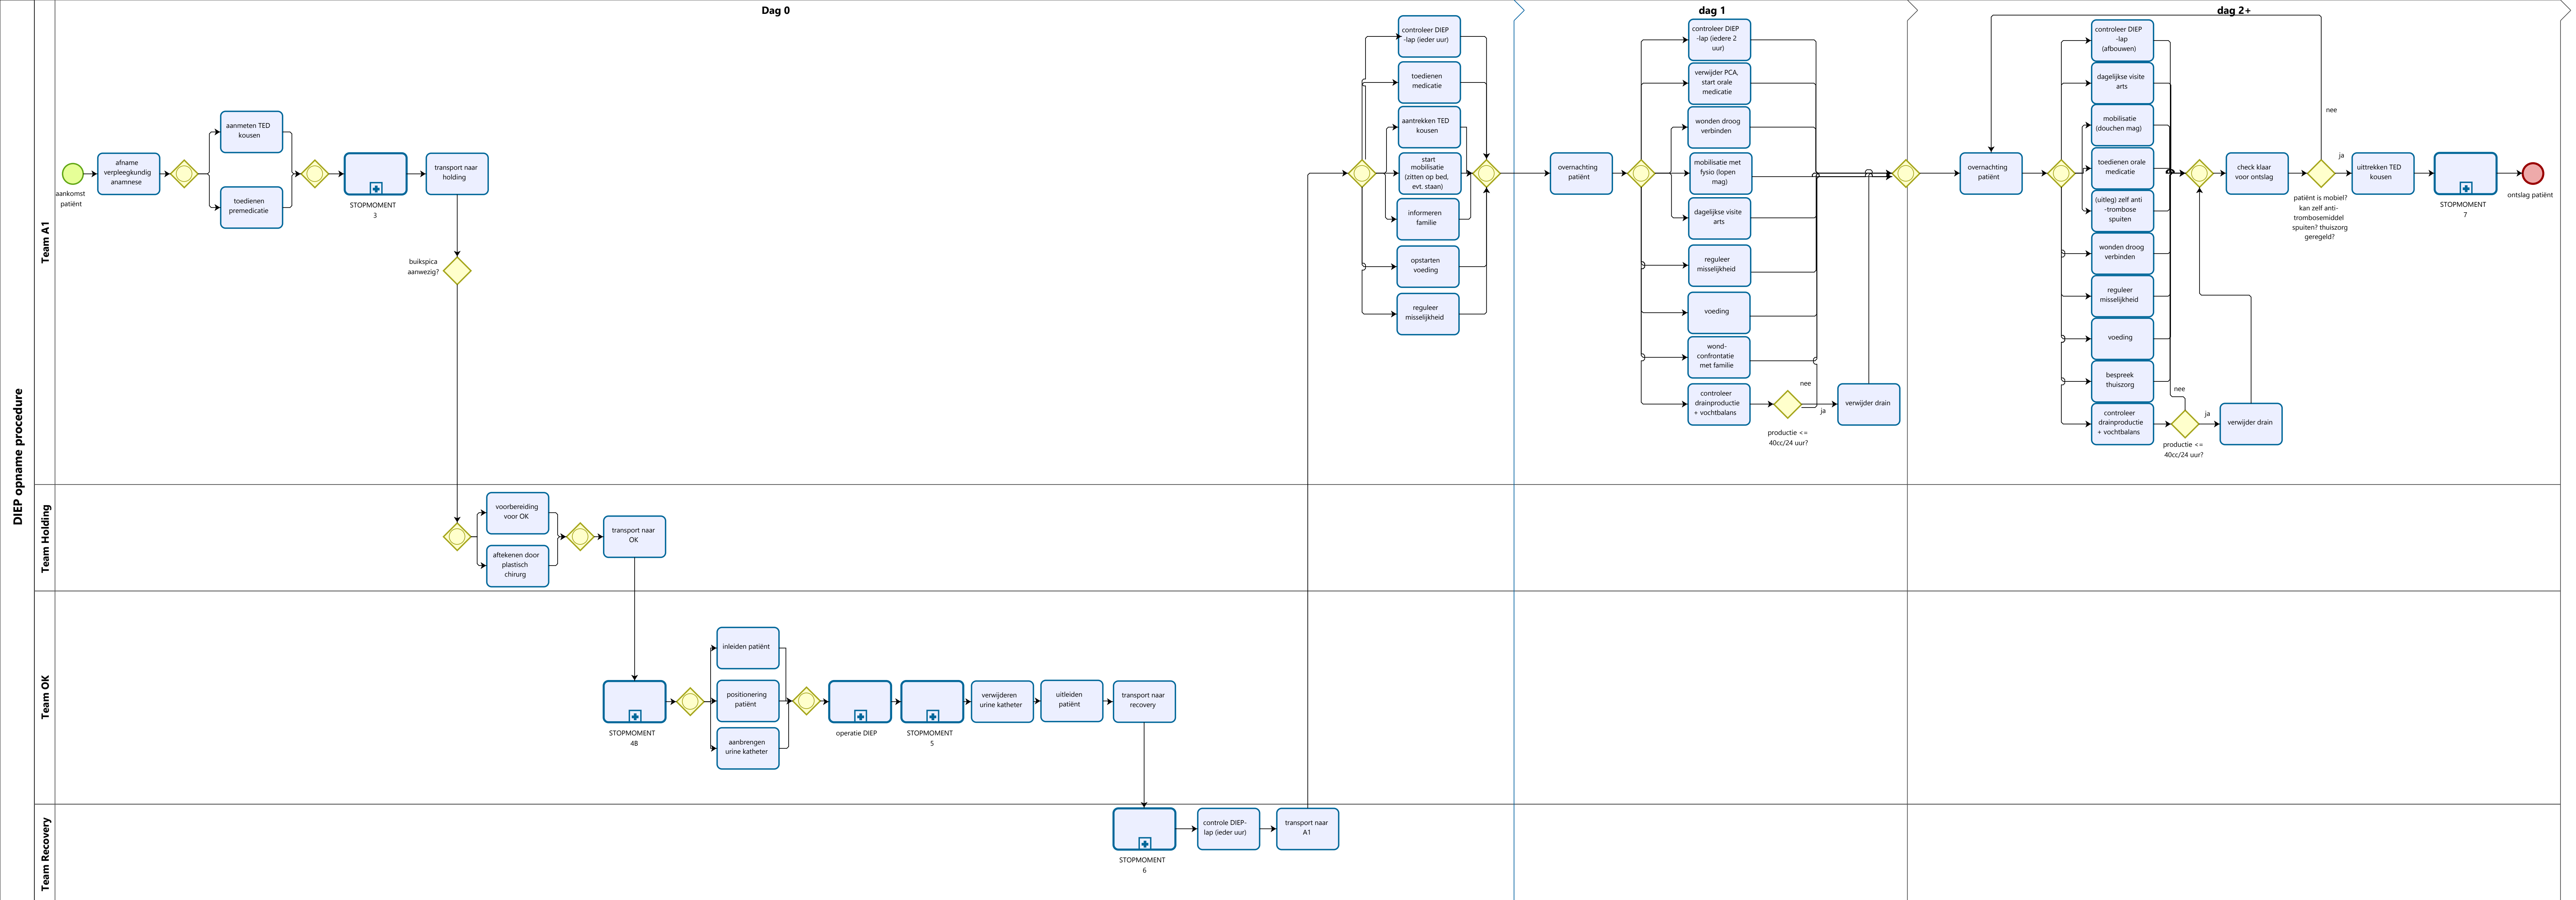 DIEP opname procedure
Dag 0
dag 1
dag 2+
Team A1
aankomst
patiënt
afname
verpleegkundig
anamnese
aanmeten TED
kousen
toedienen
premedicatie
STOPMOMENT
3
transport naar
holding
buikspica
aanwezig?
controleer DIEP
-lap (ieder uur)
toedienen
medicatie
aantrekken TED
kousen
start
mobilisatie
(zitten op bed,
evt. staan)
informeren
familie
opstarten
voeding
reguleer
misselijkheid
overnachting
patiënt
controleer DIEP
-lap (iedere 2
uur)
verwijder PCA,
start orale
medicatie
wonden droog
verbinden
mobilisatie met
fysio (lopen
mag)
dagelijkse visite
arts
reguleer
misselijkheid
voeding
wond-
confrontatie
met familie
controleer
drainproductie
+ vochtbalans
productie <=
40cc/24 uur?
nee
ja
verwijder drain
overnachting
patiënt
controleer DIEP
-lap
(afbouwen)
dagelijkse visite
arts
mobilisatie
(douchen mag)
toedienen orale
medicatie
(uitleg) zelf anti
-trombose
spuiten
wonden droog
verbinden
reguleer
misselijkheid
voeding
bespreek
thuiszorg
controleer
drainproductie
+ vochtbalans
nee
ja
productie <=
40cc/24 uur?
verwijder drain
check klaar
voor ontslag
nee
ja
patiënt is mobiel?
kan zelf anti-
trombosemiddel
spuiten? thuiszorg
geregeld?
uittrekken TED
kousen
STOPMOMENT
7
ontslag patiënt
Team Holding
voorbereiding
voor OK
aftekenen door
plastisch
chirurg
transport naar
OK
Team OK
STOPMOMENT
4B
inleiden patiënt
positionering
patiënt
aanbrengen
urine katheter
operatie DIEP
STOPMOMENT
5
verwijderen
urine katheter
uitleiden
patiënt
transport naar
recovery
Team Recovery
STOPMOMENT
6
controle DIEP-
lap (ieder uur)
transport naar
A1